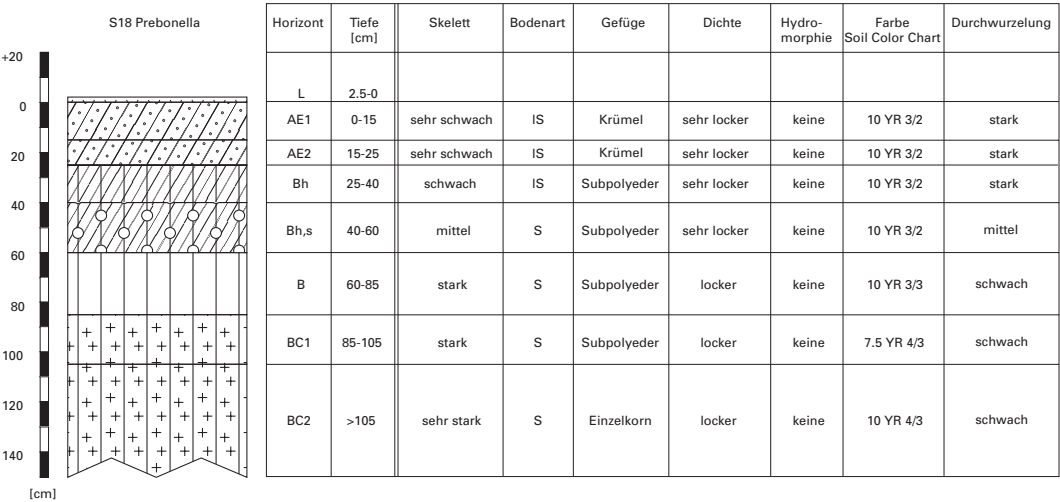 S18 Prebonella
Horizont Tiefe [cm] Skelett Bodenart Gefüge Dichte Hydro-morphie Farbe Soil Color Chart Durchwurzelung
L 2.5-0
AE1 0-15 sehr schwach lS Krümel sehr locker keine 10 YR 3/2 stark
AE2 15-25 sehr schwach lS Krümel sehr locker keine 10 YR 3/2 stark
Bh 25-40 schwach lS Subpolyeder sehr locker keine 10 YR 3/2 stark
Bh,s 40-60 mittel S Subpolyeder sehr locker keine 10 YR 3/2 mittel
B 60-85 stark S Subpolyeder locker keine 10 YR 3/3 schwach
BC1 85-105 stark S Subpolyeder locker keine 7.5 YR 4/3 schwach
BC2 >105 sehr stark S Einzelkorn locker keine 10 YR 4/3 schwach
+20
0
20
40
60
80
100
120
140
[cm]